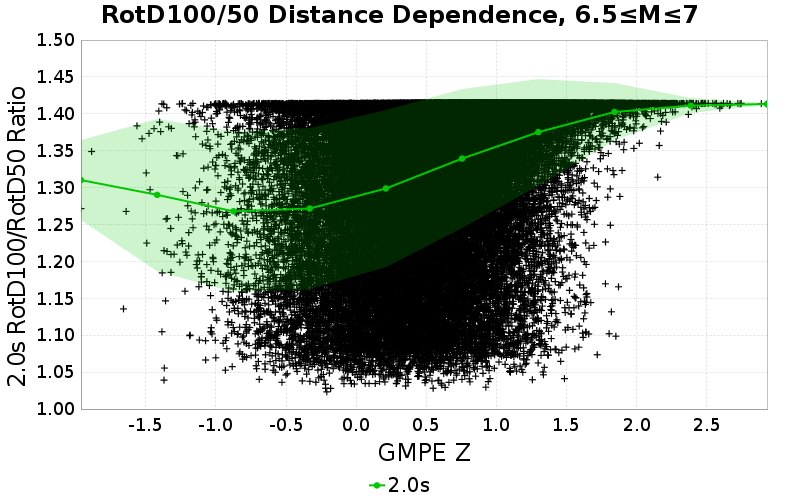 RotD100/50 Distance Dependence, 6.5≤M≤7
2.0s RotD100/RotD50 Ratio
1.50
1.45
1.40
1.35
1.30
1.25
1.20
1.15
1.10
1.05
1.00
-1.5 -1.0 -0.5 0.0 0.5 1.0 1.5 2.0 2.5
GMPE Z
2.0s